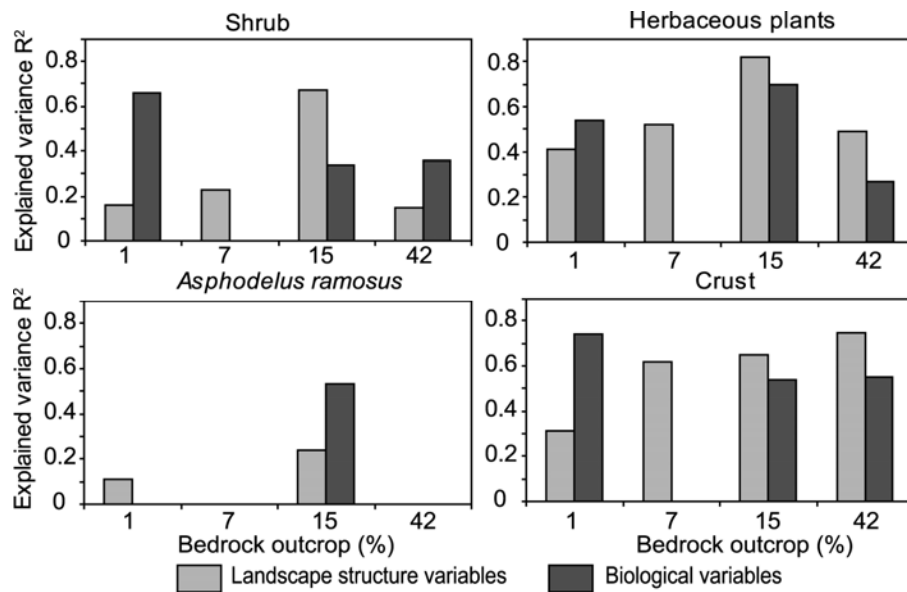 Shrub
Herbaceous plants
Explained variance R²
0.8
0.6
0.4
0.2
0
1 7 15 42
0.8
0.6
0.4
0.2
0
1 7 15 42
Asphodelus ramosus
Crust
Explained variance R²
0.8
0.6
0.4
0.2
0
1 7 15 42
Bedrock outcrop (%)
0.8
0.6
0.4
0.2
0
1 7 15 42
Bedrock outcrop (%)
Landscape structure variables
Biological variables